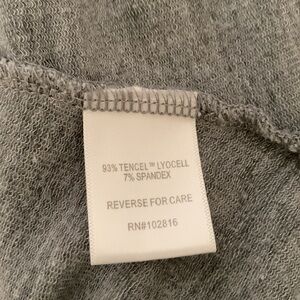 93% TENCEL™ LYOCELL
7% SPANDEX
REVERSE FOR CARE
RN#102816